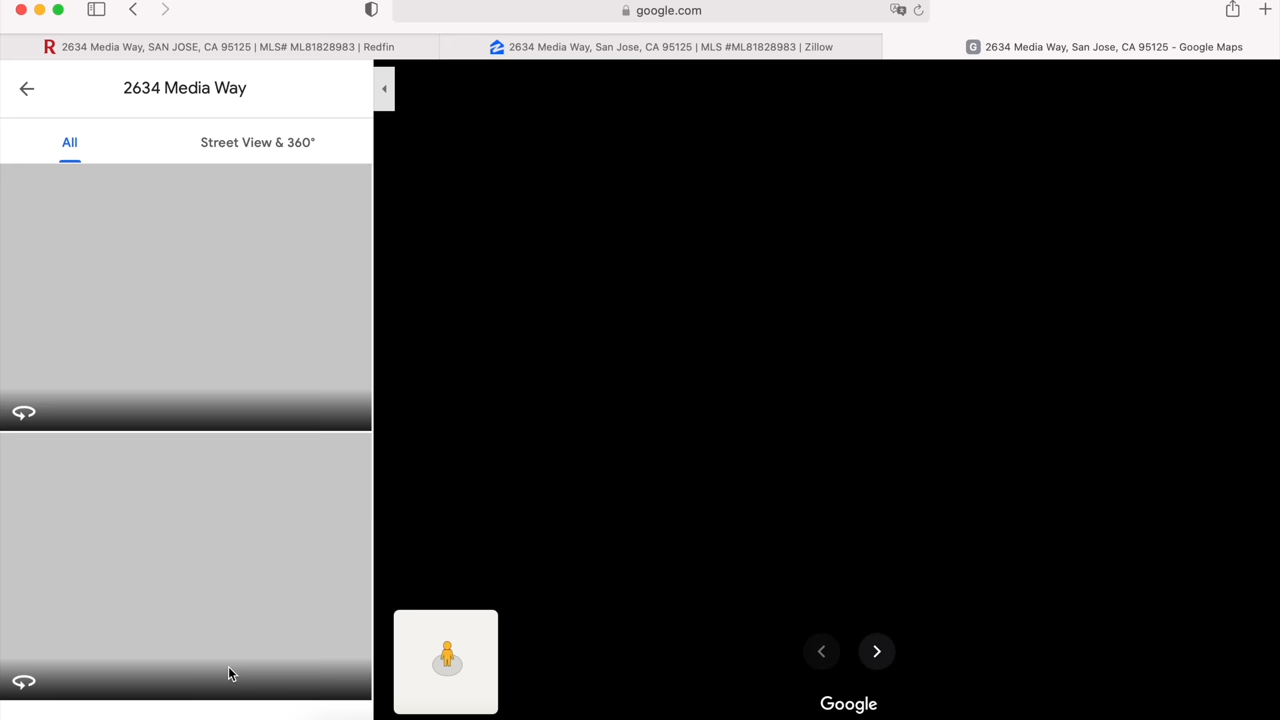 google.com
R 2634 Media Way, SAN JOSE, CA 95125 | MLS# ML81828983 | Redfin
2634 Media Way, San Jose, CA 95125 | MLS #ML81828983 | Zillow
G 2634 Media Way, San Jose, CA 95125 - Google Maps
2634 Media Way
All
Street View & 360°
Google